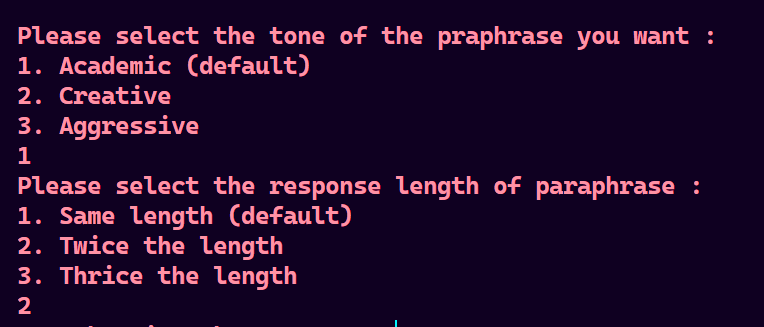 Please select the tone of the praphrase you want :
1. Academic (default)
2. Creative
3. Aggressive
1
Please select the response length of paraphrase :
1. Same length (default)
2. Twice the length
3. Thrice the length
2